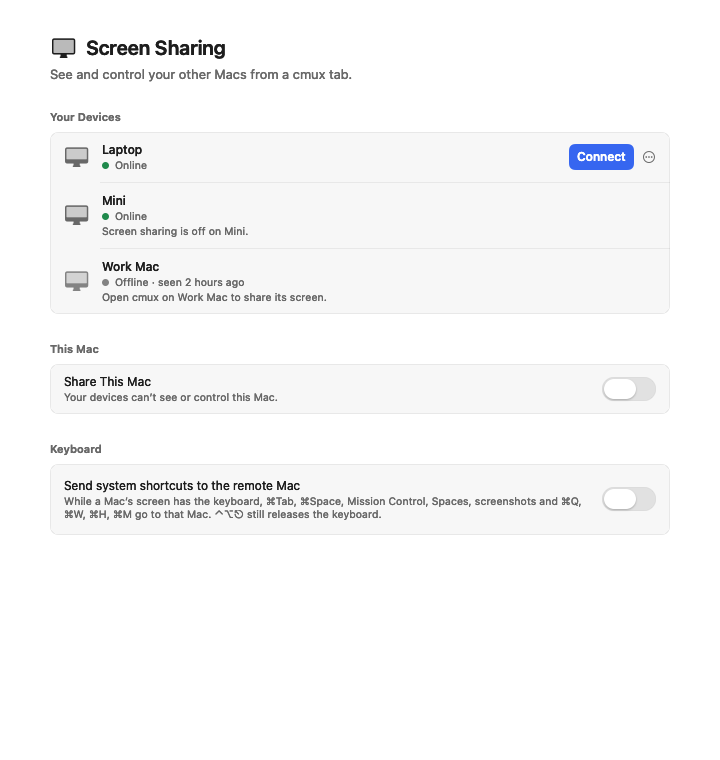 Screen Sharing
See and control your other Macs from a cmux tab.
Your Devices
Laptop
Online
Connect
Mini
Online
Screen sharing is off on Mini.
Work Mac
Offline · seen 2 hours ago
Open cmux on Work Mac to share its screen.
This Mac
Share This Mac
Your devices can’t see or control this Mac.
Keyboard
Send system shortcuts to the remote Mac
While a Mac’s screen has the keyboard, ⌘Tab, ⌘Space, Mission Control, Spaces, screenshots and ⌘Q,
⌘W, ⌘H, ⌘M go to that Mac. ⌃⌥⎋ still releases the keyboard.